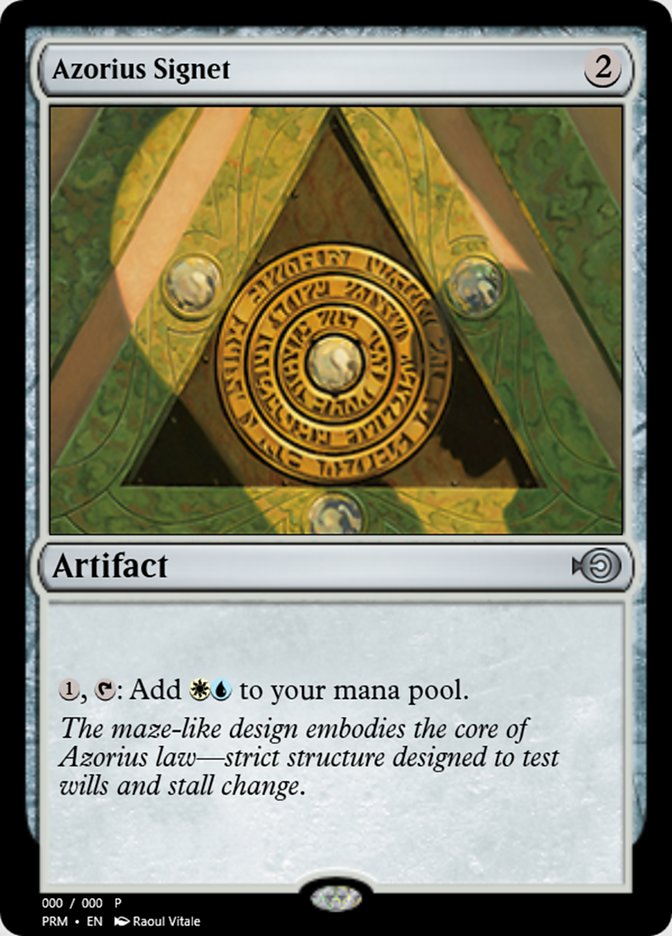 Azorius Signet 2
Artifact
1, : Add to your mana pool.
The maze-like design embodies the core of
Azorius law—strict structure designed to test
wills and stall change.
000 / 000 P
PRM • EN Raoul Vitale